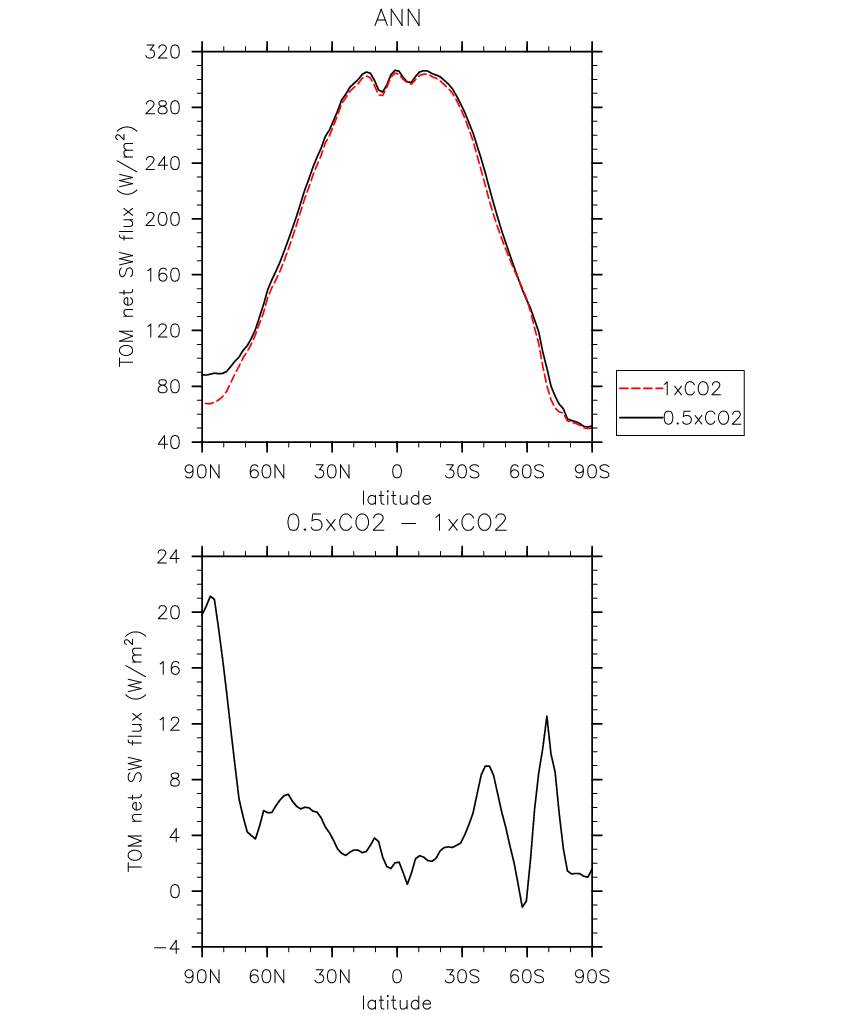 ANN
320
280
240
200
160
120
80
40
TOM net SW flux (W/m²)
90N 60N 30N 0 30S 60S 90S
latitude
1xCO2
0.5xCO2
0.5xCO2 − 1xCO2
24
20
16
12
8
4
0
−4
TOM net SW flux (W/m²)
90N 60N 30N 0 30S 60S 90S
latitude